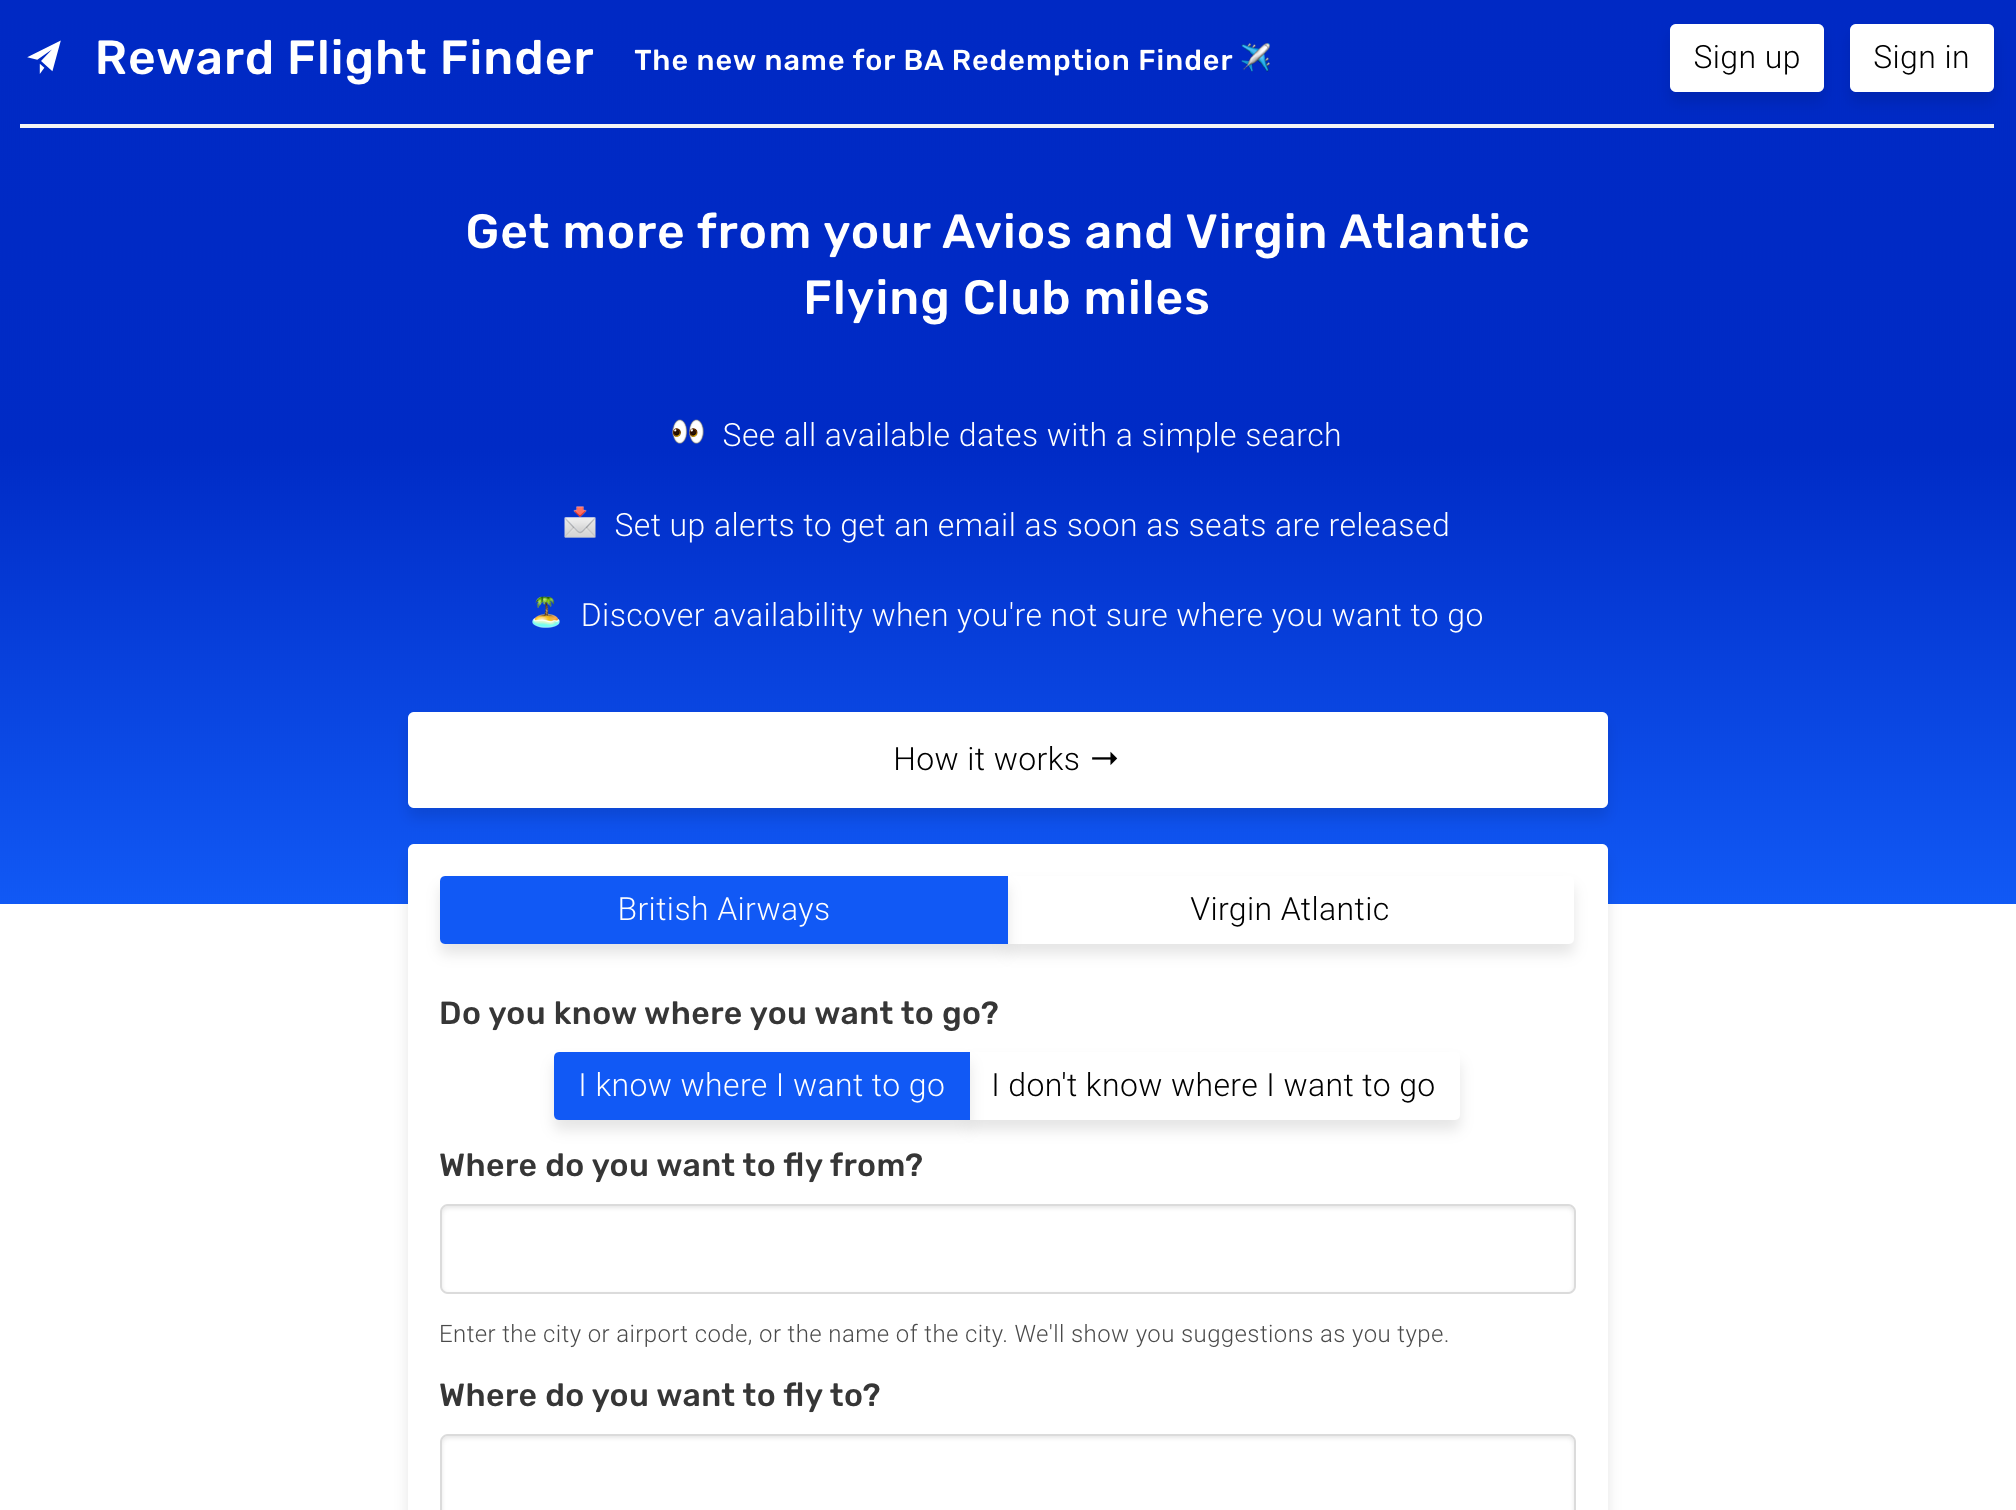 Reward Flight Finder
The new name for BA Redemption Finder ✈️
Sign up
Sign in
Get more from your Avios and Virgin Atlantic
Flying Club miles
👀 See all available dates with a simple search
📩 Set up alerts to get an email as soon as seats are released
🏝️ Discover availability when you're not sure where you want to go
How it works →
British Airways
Virgin Atlantic
Do you know where you want to go?
I know where I want to go
I don't know where I want to go
Where do you want to fly from?
Enter the city or airport code, or the name of the city. We'll show you suggestions as you type.
Where do you want to fly to?